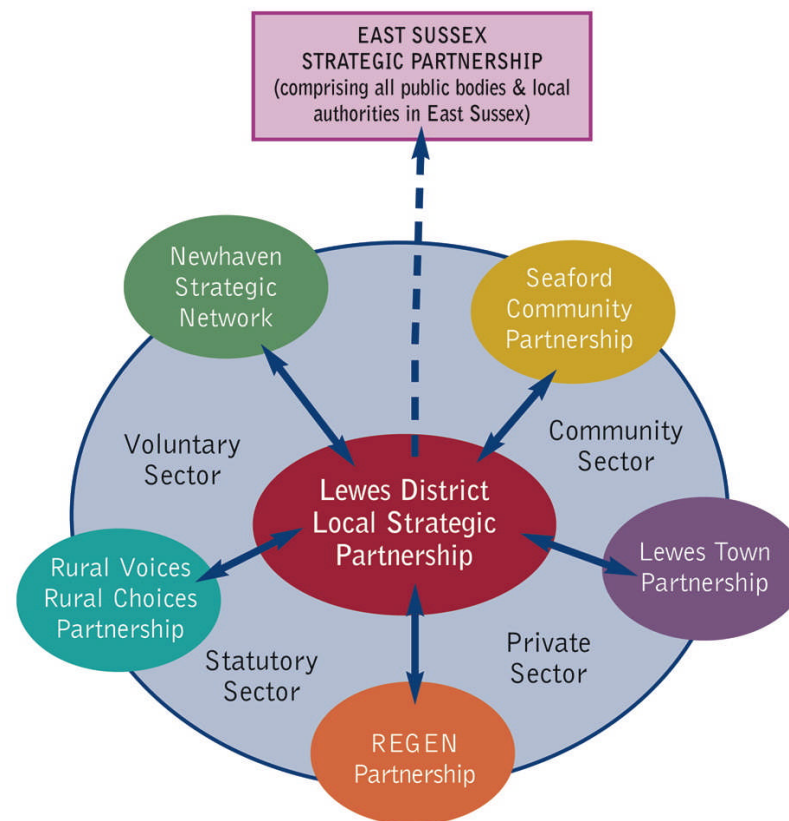 EAST SUSSEX
STRATEGIC PARTNERSHIP
(comprising all public bodies & local
authorities in East Sussex)
Newhaven
Strategic
Network
Seaford
Community
Partnership
Voluntary
Sector
Community
Sector
Lewes District
Local Strategic
Partnership
Rural Voices
Rural Choices
Partnership
Lewes Town
Partnership
Statutory
Sector
Private
Sector
REGEN
Partnership